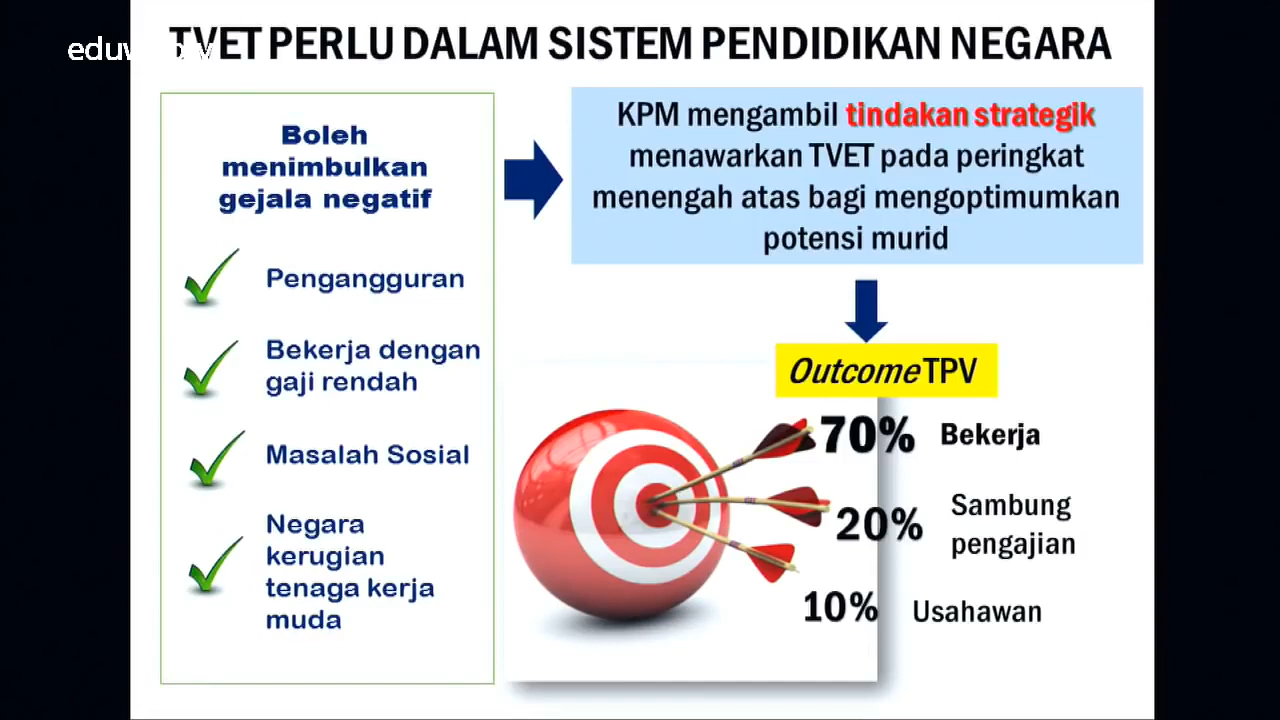 TVET PERLU DALAM SISTEM PENDIDIKAN NEGARA
Boleh
menimbulkan
gejala negatif
Pengangguran
Bekerja dengan
gaji rendah
Masalah Sosial
Negara
kerugian
tenaga kerja
muda
KPM mengambil tindakan strategik
menawarkan TVET pada peringkat
menengah atas bagi mengoptimumkan
potensi murid
Outcome TPV
70% Bekerja
20% Sambung
pengajian
10% Usahawan